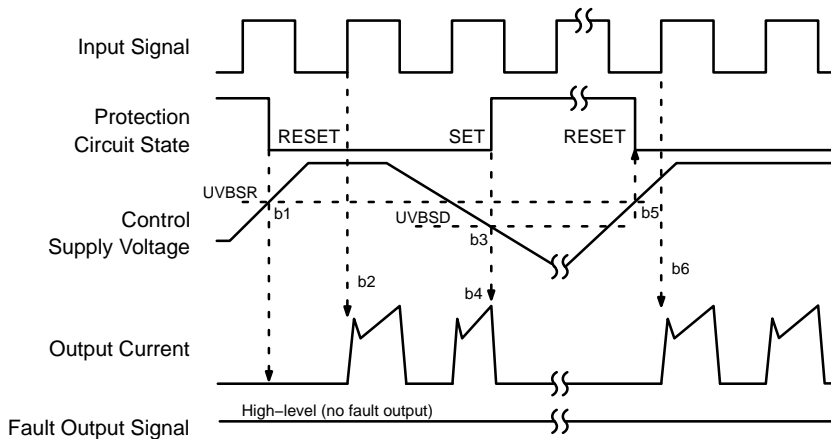 Input Signal
Protection
Circuit State
RESET
SET
RESET
UVBSR
b1
UVBSD
b3
b5
Control
Supply Voltage
b2
b4
b6
Output Current
High−level (no fault output)
Fault Output Signal